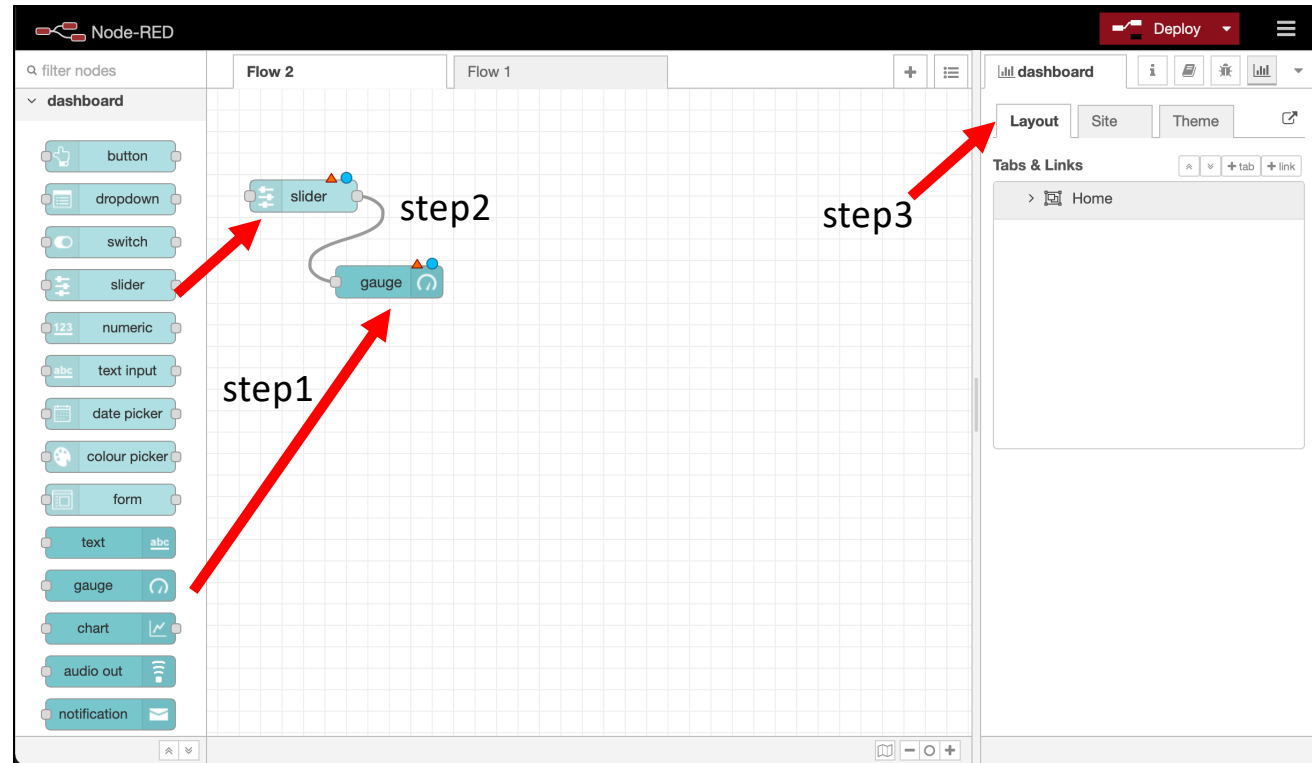 Node-RED
Deploy
filter nodes
Flow 2
Flow 1
dashboard
i
dashboard
Layout
Site
Theme
Tabs & Links
+ tab
+ link
Home
button
dropdown
switch
slider
123 numeric
abc text input
date picker
colour picker
form
text abc
gauge
chart
audio out
notification
slider
step2
gauge
step1
step3